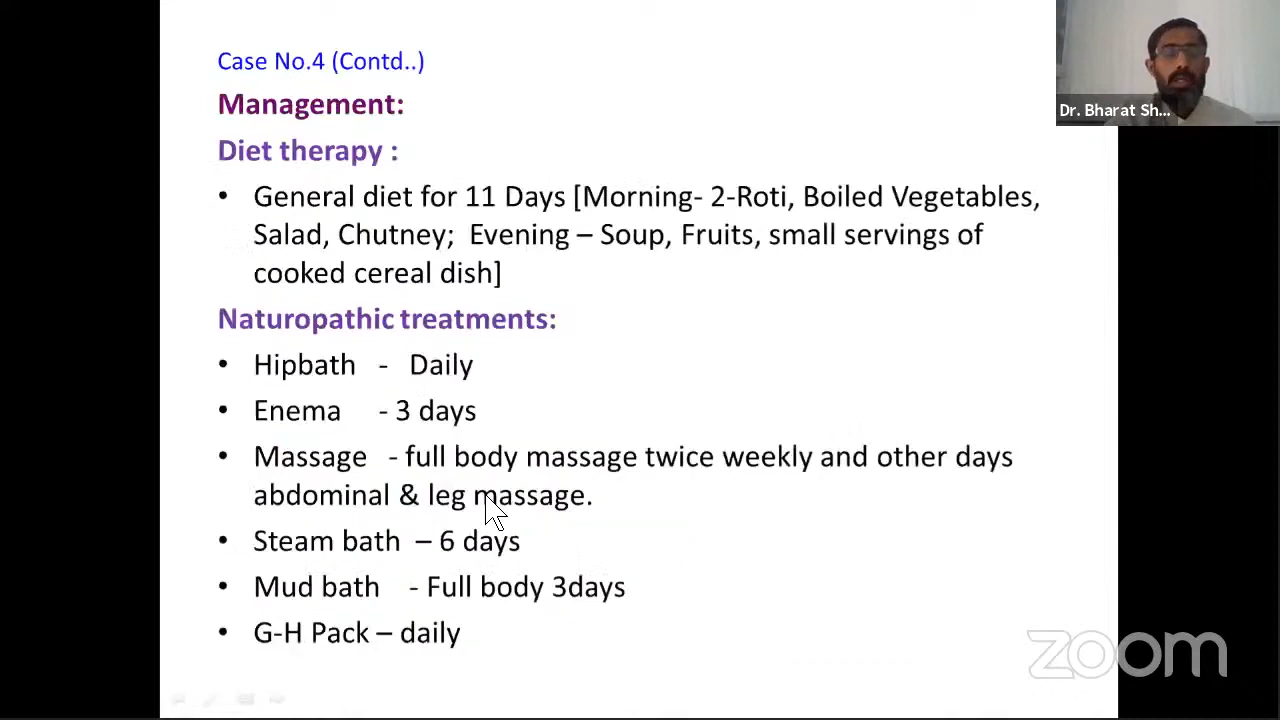 Case No.4 (Contd..)
Management:
Diet therapy :
• General diet for 11 Days [Morning- 2-Roti, Boiled Vegetables,
Salad, Chutney; Evening – Soup, Fruits, small servings of
cooked cereal dish]
Naturopathic treatments:
• Hipbath - Daily
• Enema - 3 days
• Massage - full body massage twice weekly and other days
abdominal & leg massage.
• Steam bath – 6 days
• Mud bath - Full body 3days
• G-H Pack – daily
Dr. Bharat Sh...
zoom